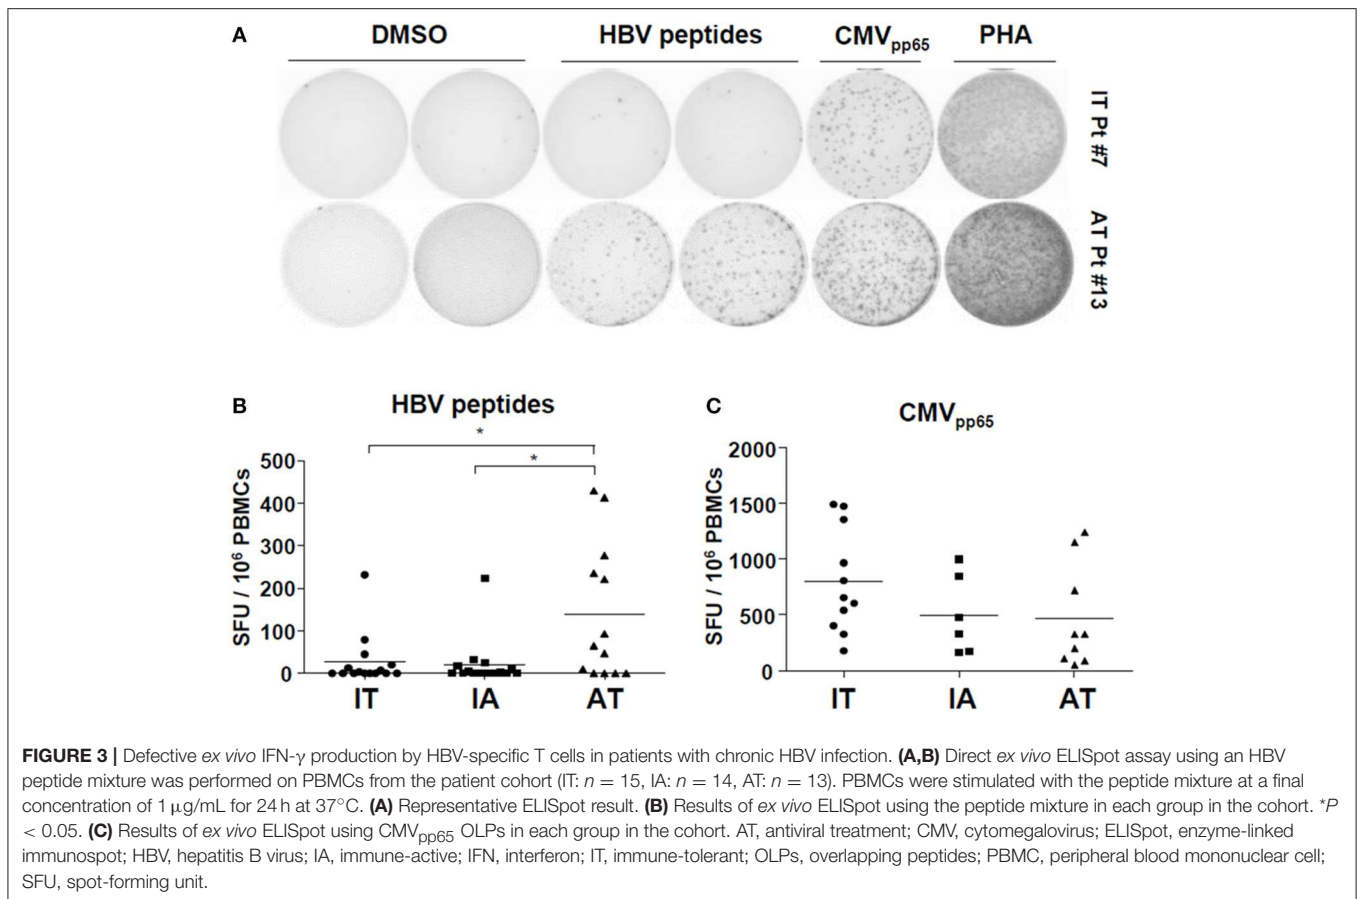 A
DMSO
HBV peptides
CMVpp65
PHA
IT Pt #7
AT Pt #13
B
HBV peptides
*
*
SFU / 10⁶ PBMCs
500
400
300
200
100
0
IT
IA
AT
C
CMVpp65
SFU / 10⁶ PBMCs
2000
1500
1000
500
0
IT
IA
AT
FIGURE 3 | Defective ex vivo IFN-γ production by HBV-specific T cells in patients with chronic HBV infection. (A,B) Direct ex vivo ELISpot assay using an HBV
peptide mixture was performed on PBMCs from the patient cohort (IT: n = 15, IA: n = 14, AT: n = 13). PBMCs were stimulated with the peptide mixture at a final
concentration of 1 μg/mL for 24 h at 37°C. (A) Representative ELISpot result. (B) Results of ex vivo ELISpot using the peptide mixture in each group in the cohort. *P
< 0.05. (C) Results of ex vivo ELISpot using CMVpp65 OLPs in each group in the cohort. AT, antiviral treatment; CMV, cytomegalovirus; ELISpot, enzyme-linked
immunospot; HBV, hepatitis B virus; IA, immune-active; IFN, interferon; IT, immune-tolerant; OLPs, overlapping peptides; PBMC, peripheral blood mononuclear cell;
SFU, spot-forming unit.